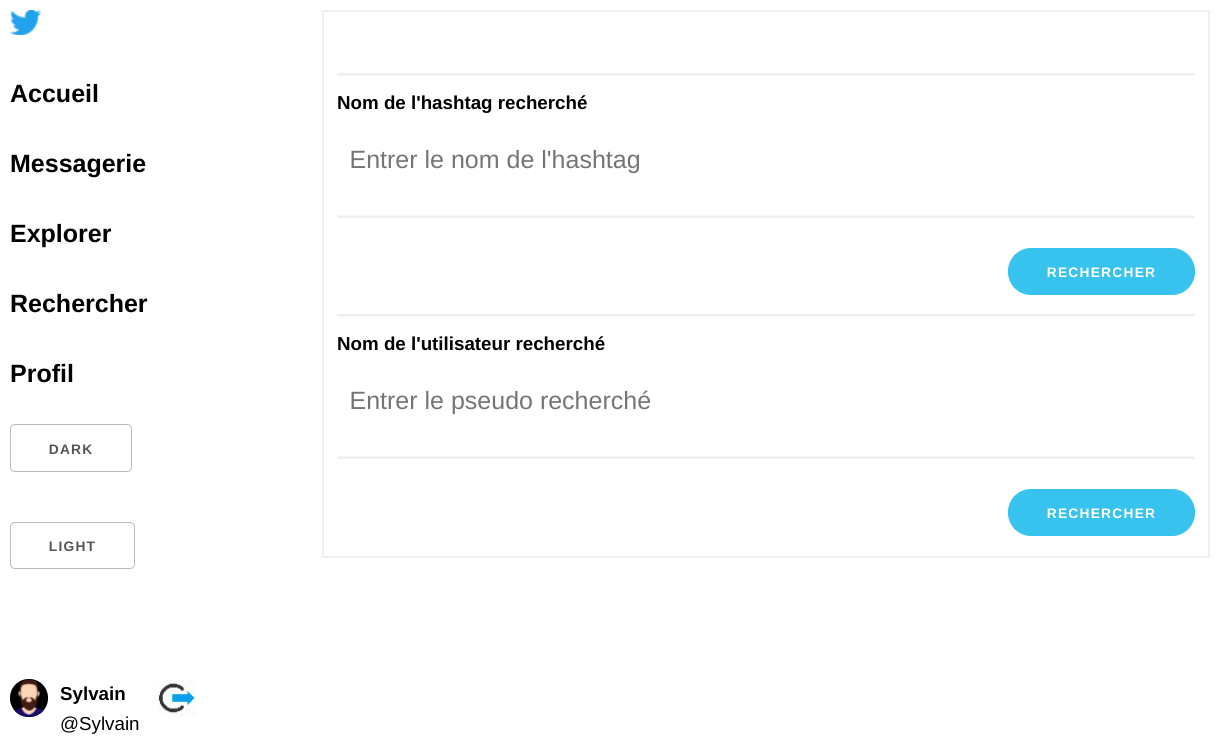 Accueil
Messagerie
Explorer
Rechercher
Profil
DARK
LIGHT
Sylvain
@Sylvain
Nom de l'hashtag recherché
Entrer le nom de l'hashtag
RECHERCHER
Nom de l'utilisateur recherché
Entrer le pseudo recherché
RECHERCHER